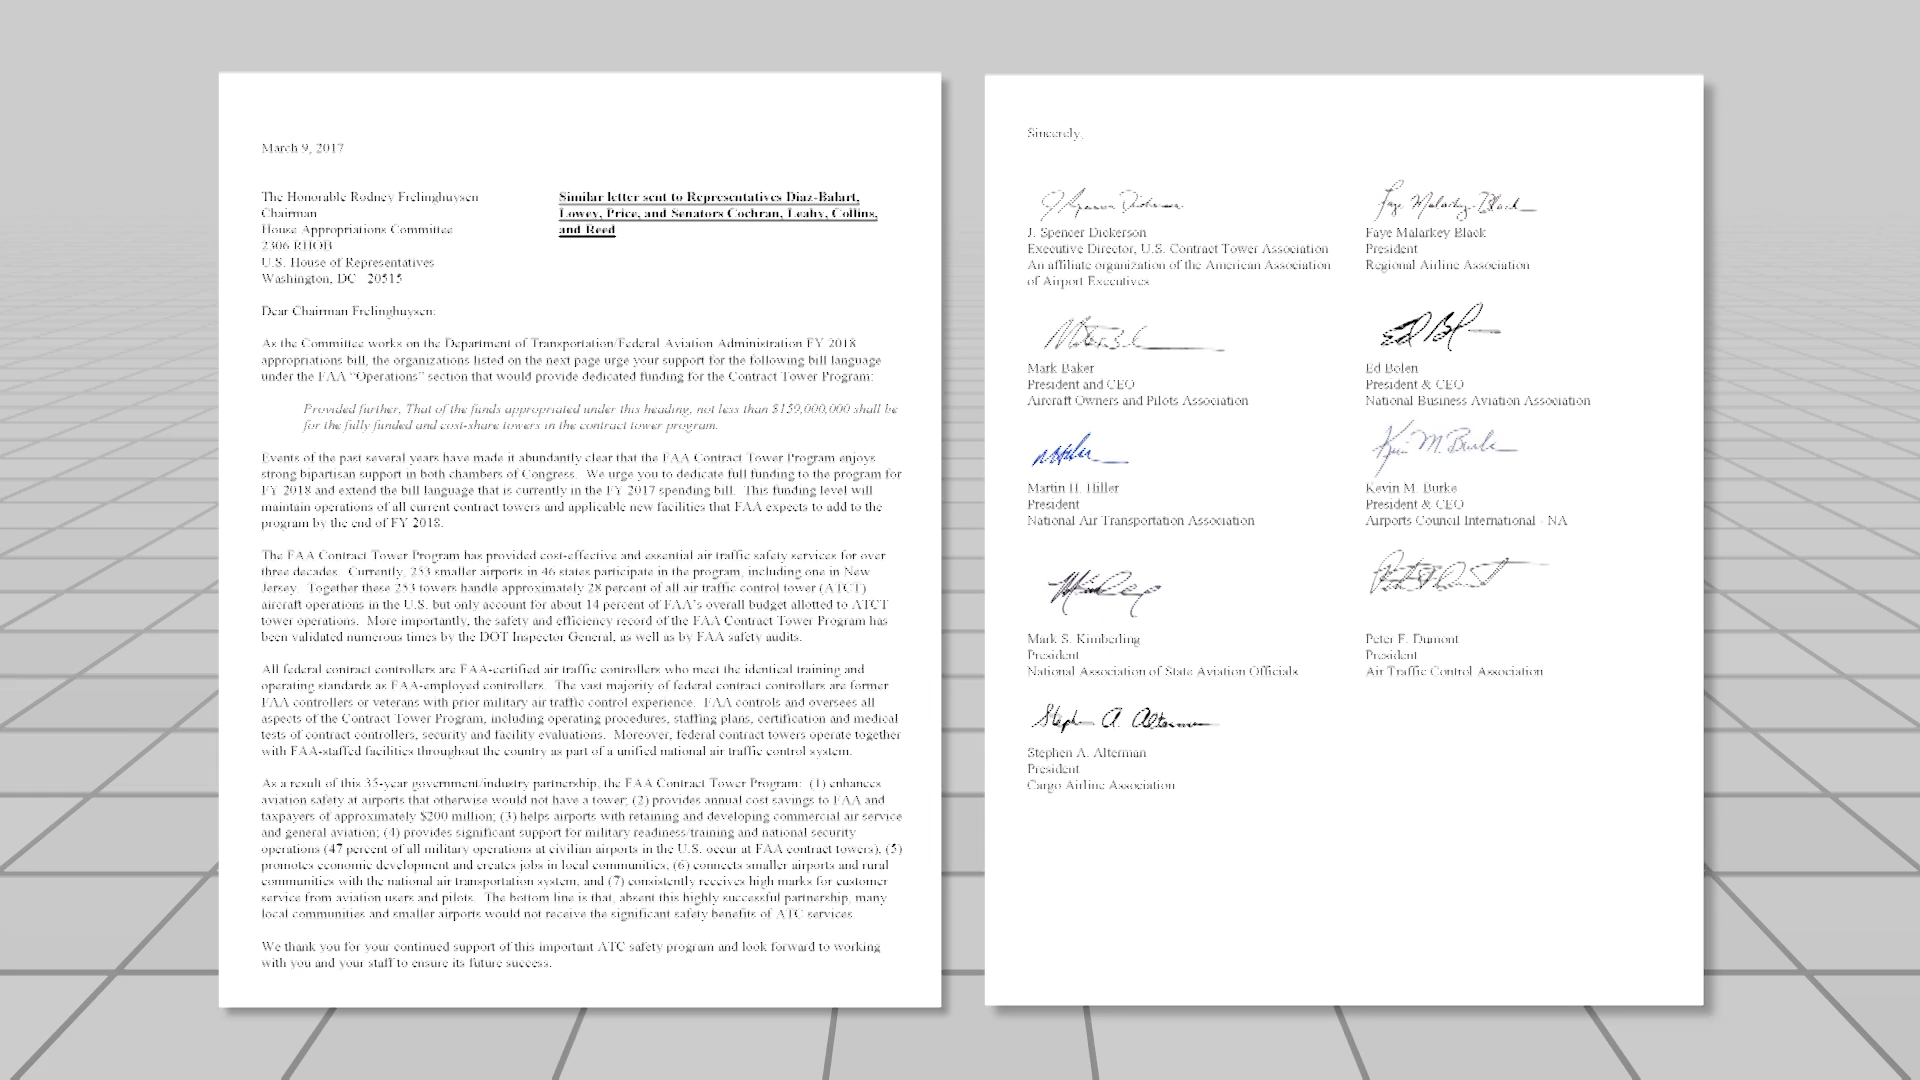 March 9, 2017
The Honorable Rodney Frelinghuysen
Chairman
House Appropriations Committee
2306 RHOB
U.S. House of Representatives
Washington, DC 20515
Similar letter sent to Representatives Diaz-Balart,
Lowey, Price, and Senators Cochran, Leahy, Collins,
and Reed
Dear Chairman Frelinghuysen:
As the Committee works on the Department of Transportation/Federal Aviation Administration FY 2018
appropriations bill, the organizations listed on the next page urge your support for the following bill language
under the FAA “Operations” section that would provide dedicated funding for the Contract Tower Program:
Provided further, That of the funds appropriated under this heading, not less than $159,000,000 shall be
for the fully funded and cost-share towers in the contract tower program.
Events of the past several years have made it abundantly clear that the FAA Contract Tower Program enjoys
strong bipartisan support in both chambers of Congress. We urge you to dedicate full funding to the program for
FY 2018 and extend the bill language that is currently in the FY 2017 spending bill. This funding level will
maintain operations of all current contract towers and applicable new facilities that FAA expects to add to the
program by the end of FY 2018.
The FAA Contract Tower Program has provided cost-effective and essential air traffic safety services for over
three decades. Currently, 253 smaller airports in 46 states participate in the program, including one in New
Jersey. Together these 253 towers handle approximately 28 percent of all air traffic control tower (ATCT)
aircraft operations in the U.S. but only account for about 14 percent of FAA’s overall budget allotted to ATCT
tower operations. More importantly, the safety and efficiency record of the FAA Contract Tower Program has
been validated numerous times by the DOT Inspector General, as well as by FAA safety audits.
All federal contract controllers are FAA-certified air traffic controllers who meet the identical training and
operating standards as FAA-employed controllers. The vast majority of federal contract controllers are former
FAA controllers or veterans with prior military air traffic control experience. FAA controls and oversees all
aspects of the Contract Tower Program, including operating procedures, staffing plans, certification and medical
tests of contract controllers, security and facility evaluations. Moreover, federal contract towers operate together
with FAA-staffed facilities throughout the country as part of a unified national air traffic control system.
As a result of this 35-year government/industry partnership, the FAA Contract Tower Program: (1) enhances
aviation safety at airports that otherwise would not have a tower; (2) provides annual cost savings to FAA and
taxpayers of approximately $200 million; (3) helps airports with retaining and developing commercial air service
and general aviation; (4) provides significant support for military readiness/training and national security
operations (47 percent of all military operations at civilian airports in the U.S. occur at FAA contract towers), (5)
promotes economic development and creates jobs in local communities, (6) connects smaller airports and rural
communities with the national air transportation system, and (7) consistently receives high marks for customer
service from aviation users and pilots. The bottom line is that, absent this highly successful partnership, many
local communities and smaller airports would not receive the significant safety benefits of ATC services.
We thank you for your continued support of this important ATC safety program and look forward to working
with you and your staff to ensure its future success.
Sincerely,
J. Spencer Dickerson
Executive Director, U.S. Contract Tower Association
An affiliate organization of the American Association
of Airport Executives
Faye Malarkey Black
Faye Malarkey Black
President
Regional Airline Association
Mark Baker
President and CEO
Aircraft Owners and Pilots Association
Ed Bolen
President & CEO
National Business Aviation Association
Martin H. Hiller
President
National Air Transportation Association
Kevin M. Burke
Kevin M. Burke
President & CEO
Airports Council International - NA
Mark S. Kimberling
President
National Association of State Aviation Officials
Peter F. Dumont
President
Air Traffic Control Association
Stephen A. Alterman
Stephen A. Alterman
President
Cargo Airline Association